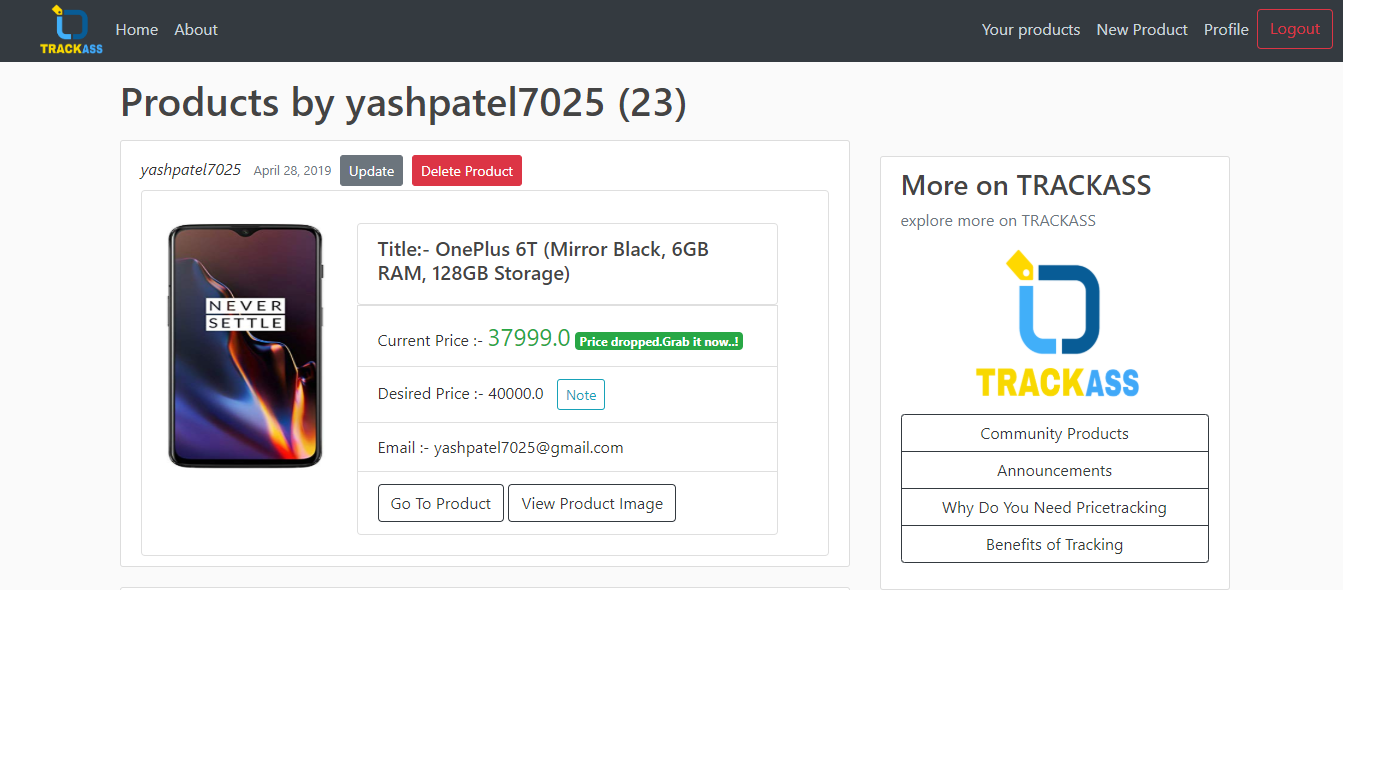 TRACKASS
Home About Your products New Product Profile Logout
Products by yashpatel7025 (23)
yashpatel7025 April 28, 2019 Update Delete Product
NEVER
SETTLE
Title:- OnePlus 6T (Mirror Black, 6GB
RAM, 128GB Storage)
Current Price :- 37999.0 Price dropped.Grab it now..!
Desired Price :- 40000.0 Note
Email :- yashpatel7025@gmail.com
Go To Product View Product Image
More on TRACKASS
explore more on TRACKASS
TRACKASS
Community Products
Announcements
Why Do You Need Pricetracking
Benefits of Tracking